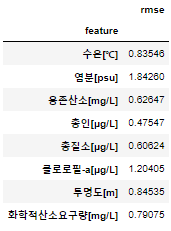 rmse
feature
수온[℃] 0.83546
염분[psu] 1.84260
용존산소[mg/L] 0.62647
총인[µg/L] 0.47547
총질소[µg/L] 0.60624
클로로필-a[µg/L] 1.20405
투명도[m] 0.84535
화학적산소요구량[mg/L] 0.79075